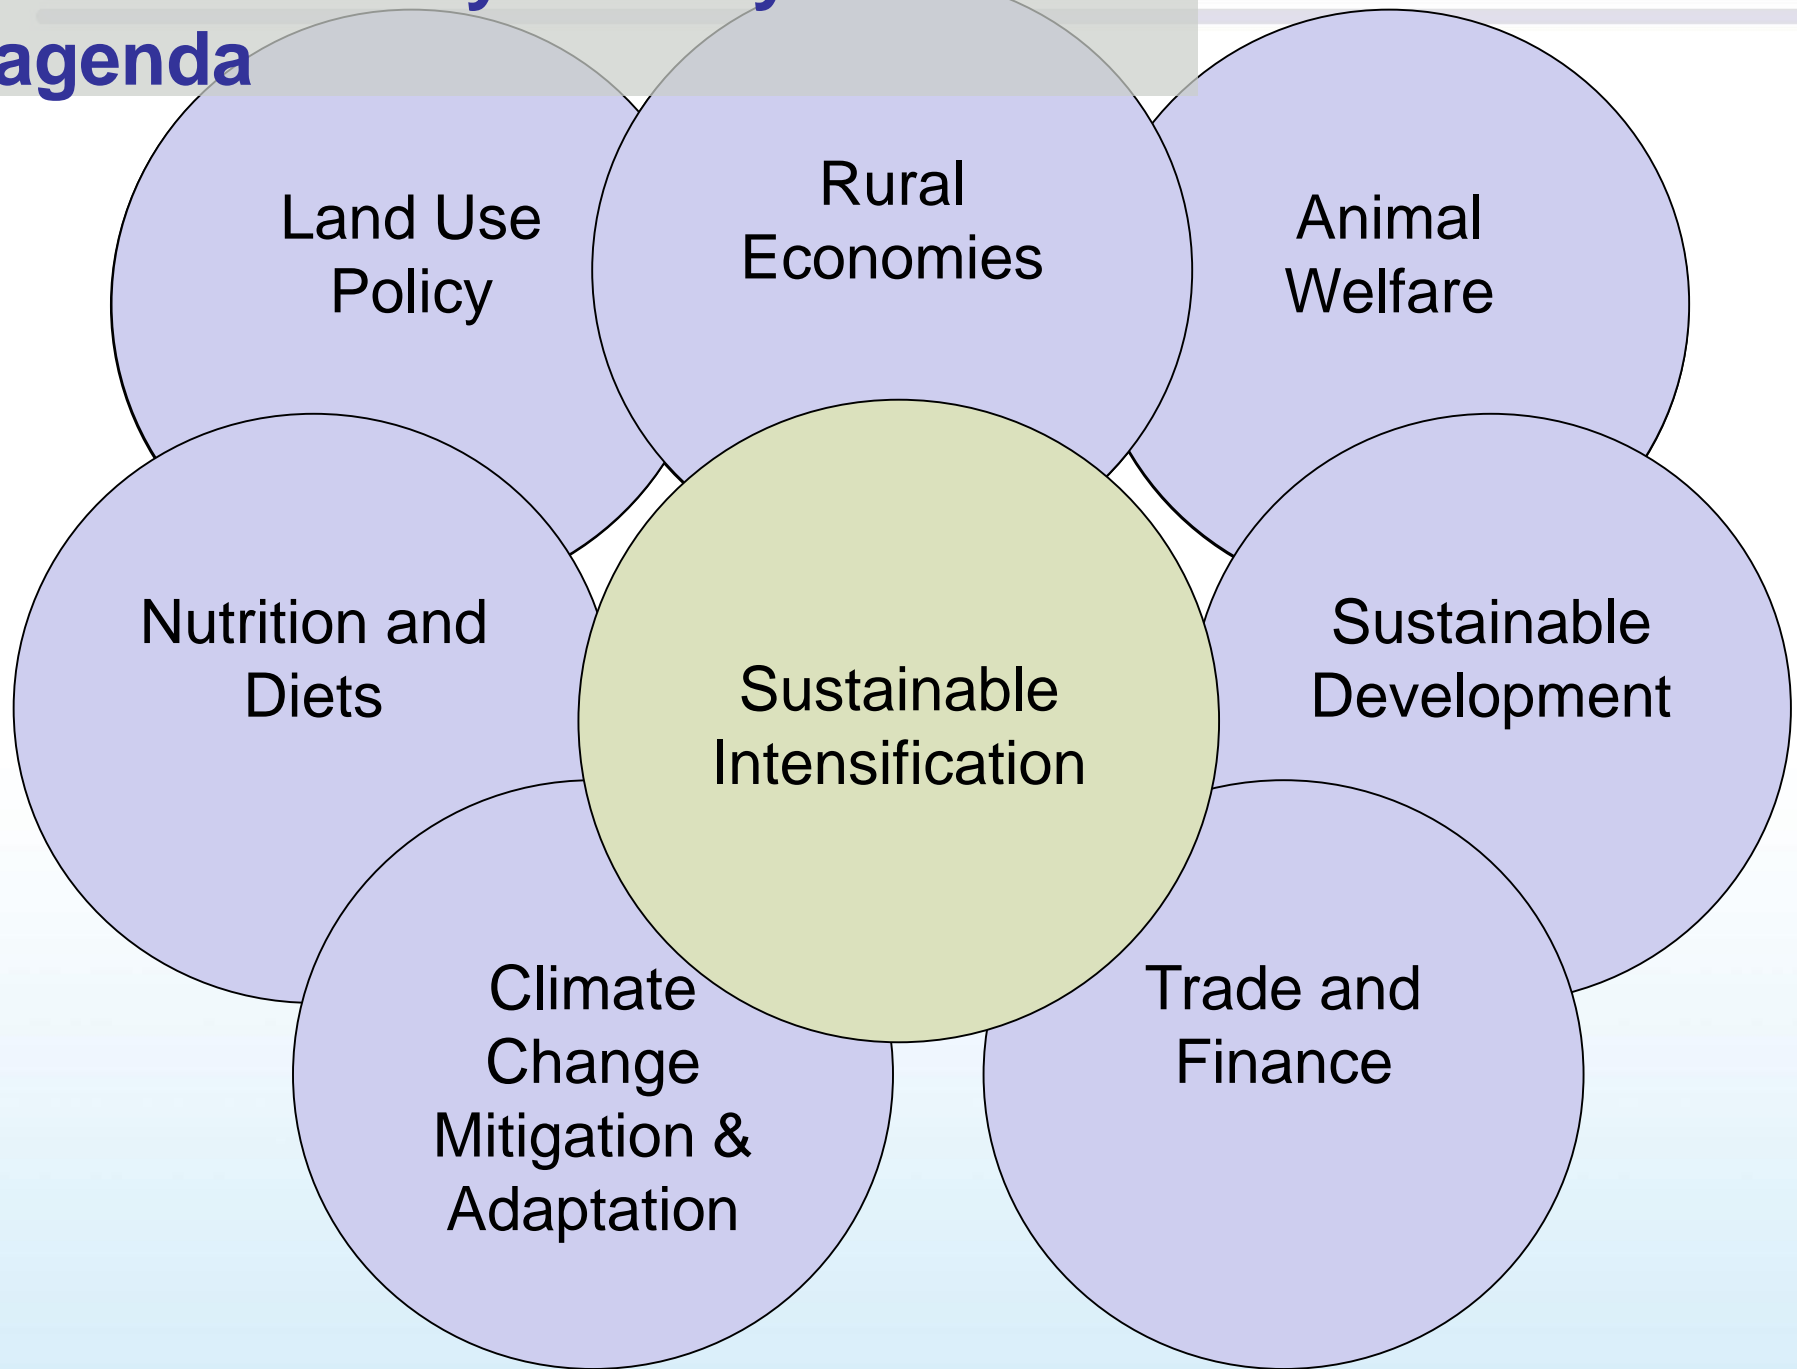 agenda
Land Use
Policy
Rural
Economies
Animal
Welfare
Nutrition and
Diets
Sustainable
Intensification
Sustainable
Development
Climate
Change
Mitigation &
Adaptation
Trade and
Finance